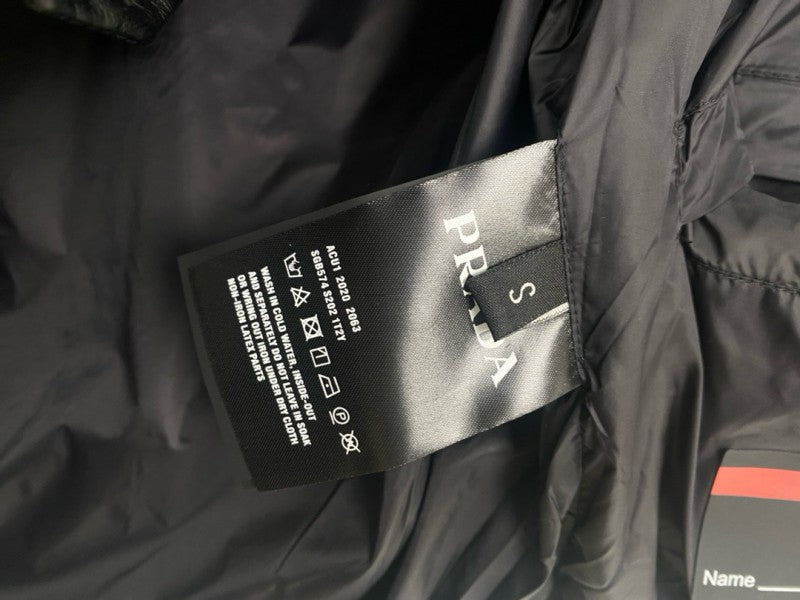 PRADA
S
ACU1 2020 2063
SGB574 S202 1T2Y
WASH IN COLD WATER, INSIDE-OUT
AND SEPARATELY DO NOT LEAVE IN SOAK
OR WRING OUT IRON UNDER DRY CLOTH
NON-IRON LATEX PARTS
Name